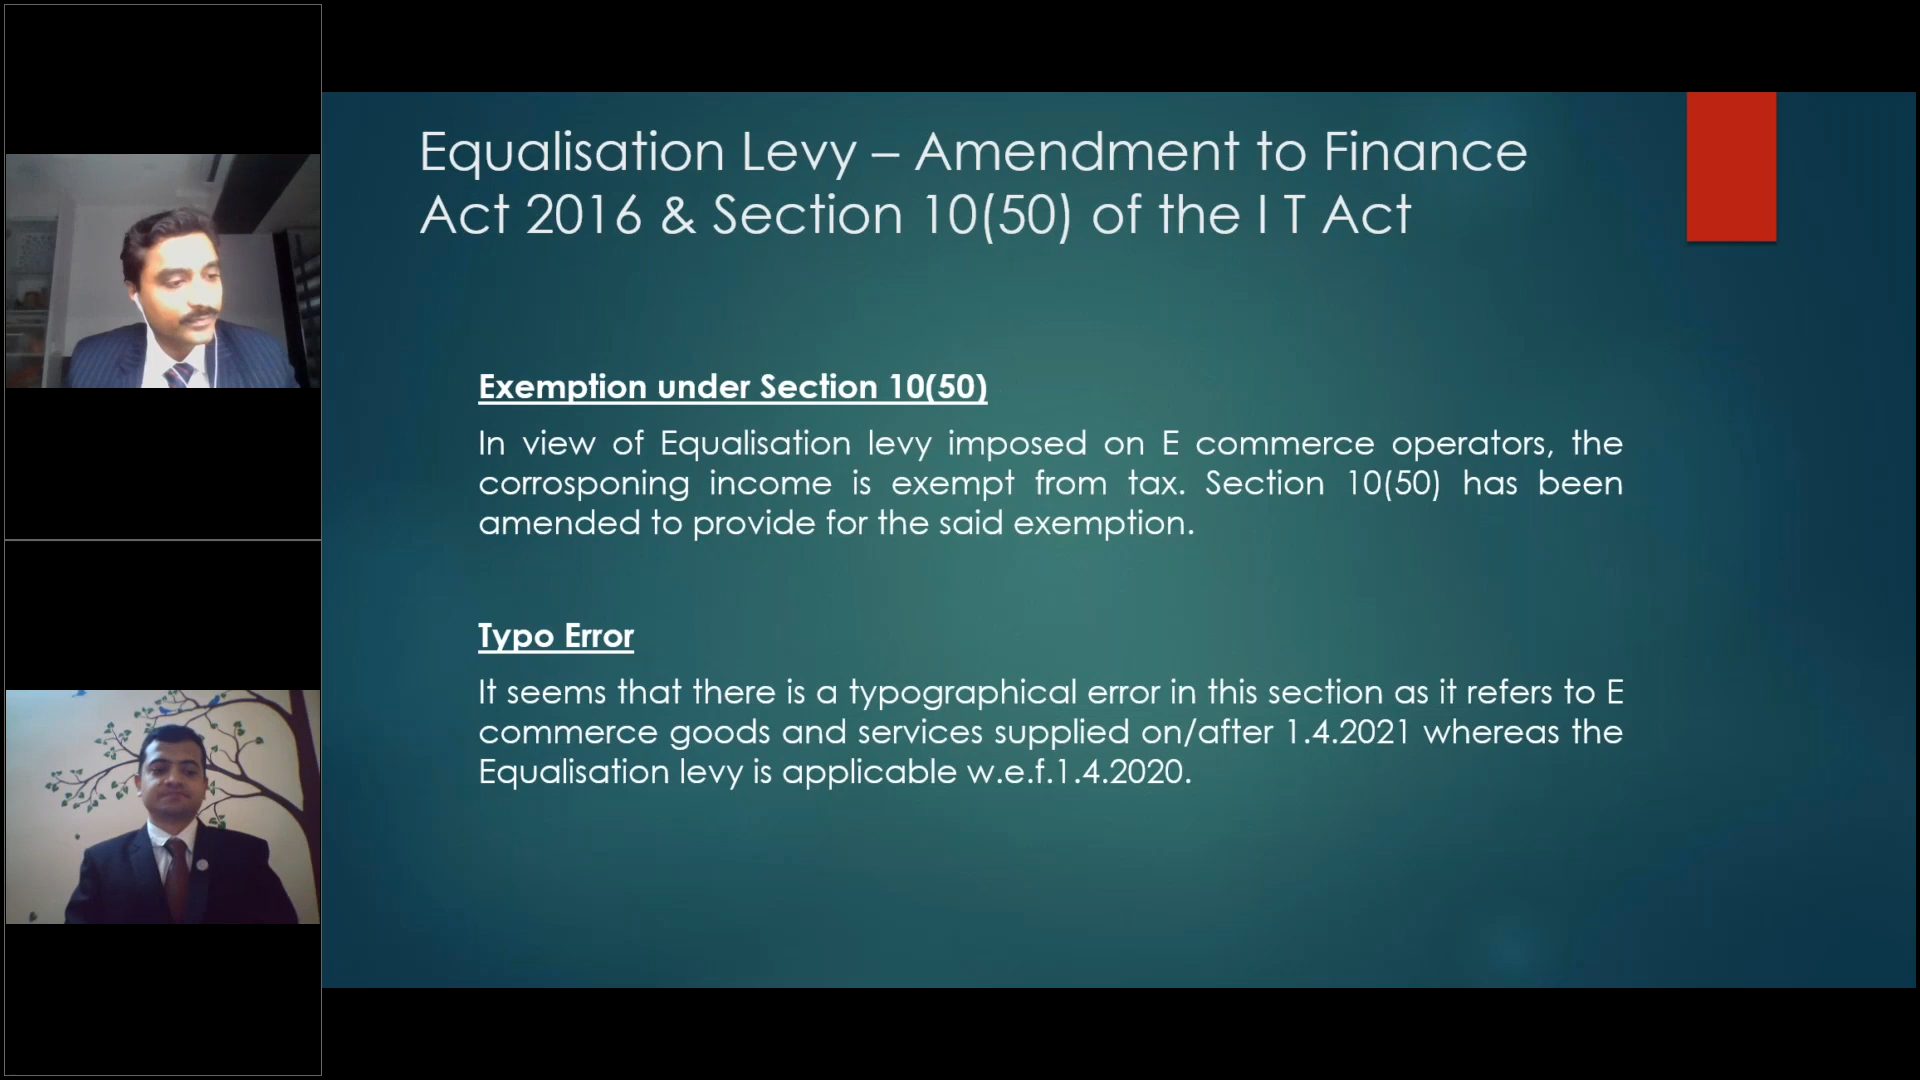 Equalisation Levy – Amendment to Finance
Act 2016 & Section 10(50) of the I T Act
Exemption under Section 10(50)
In view of Equalisation levy imposed on E commerce operators, the
corrosponing income is exempt from tax. Section 10(50) has been
amended to provide for the said exemption.
Typo Error
It seems that there is a typographical error in this section as it refers to E
commerce goods and services supplied on/after 1.4.2021 whereas the
Equalisation levy is applicable w.e.f.1.4.2020.